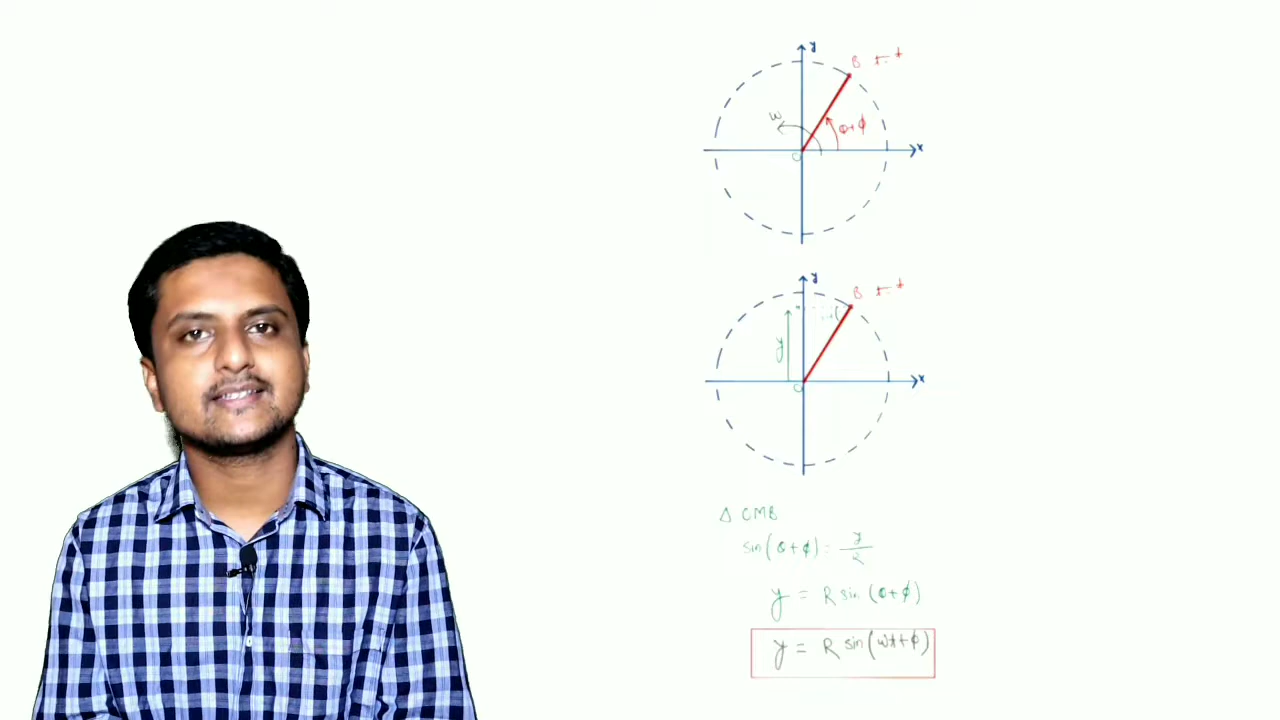 y
B t=t
ω
θ+ϕ
O
x
y
B t=t
y
O
x
Δ OMB
sin(θ+ϕ) = y/R
y = R sin (θ+ϕ)
y = R sin(ωt+ϕ)